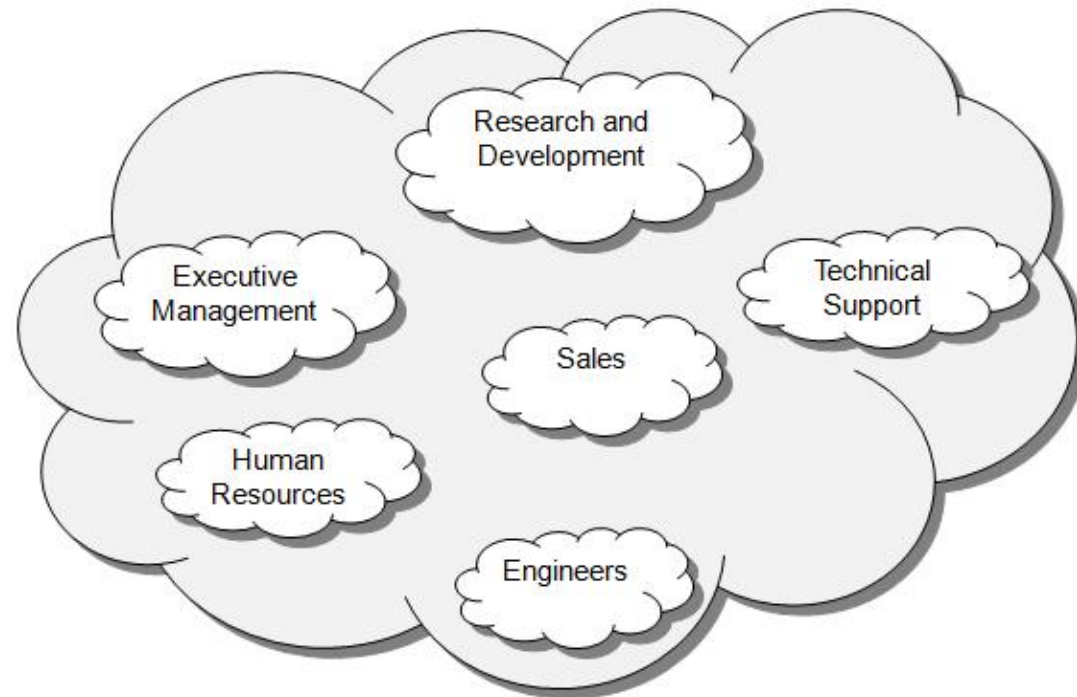 Research and
Development
Executive
Management
Technical
Support
Sales
Human
Resources
Engineers